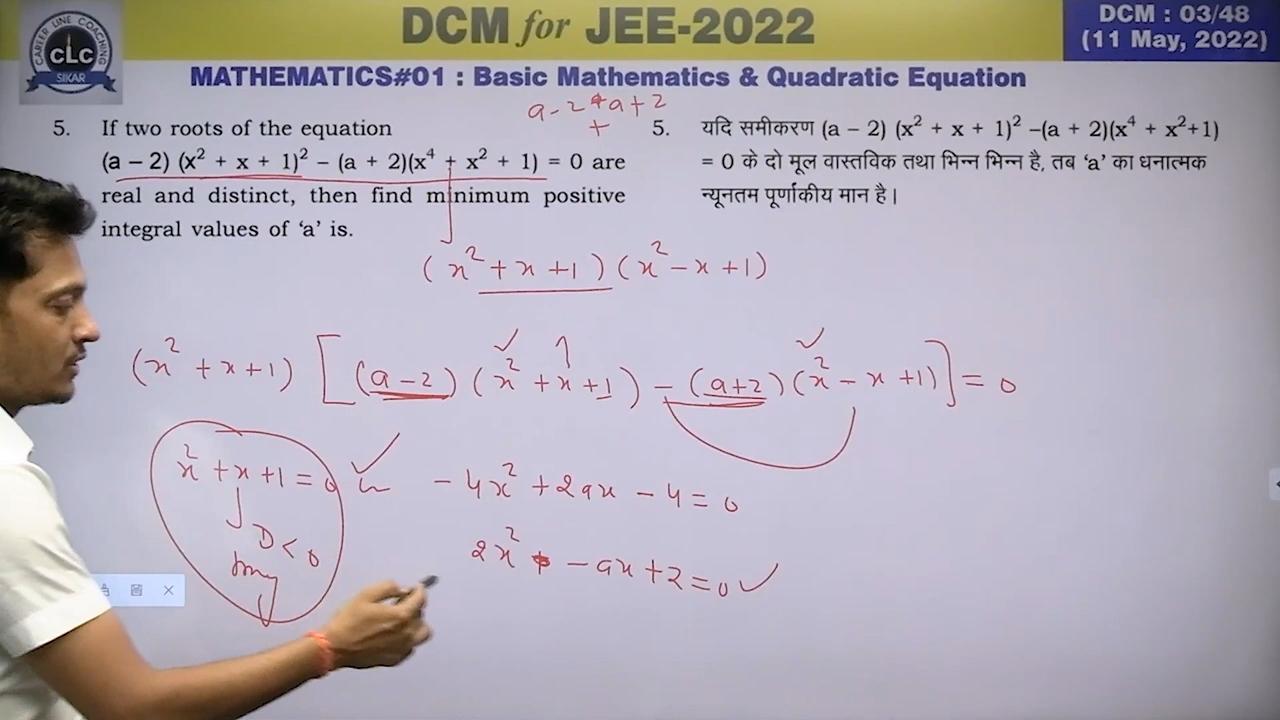 DCM for JEE-2022
DCM : 03/48
(11 May, 2022)
CAREER LINE COACHING
CLC
SIKAR
MATHEMATICS#01 : Basic Mathematics & Quadratic Equation
a-2+a+2
+
5. If two roots of the equation
(a – 2) (x² + x + 1)² – (a + 2)(x⁴ + x² + 1) = 0 are
real and distinct, then find minimum positive
integral values of 'a' is.
5. यदि समीकरण (a – 2) (x² + x + 1)² –(a + 2)(x⁴ + x²+1)
= 0 के दो मूल वास्तविक तथा भिन्न भिन्न है, तब 'a' का धनात्मक
न्यूनतम पूर्णांकीय मान है।
(x² + x + 1) (x² - x + 1)
(x² + x + 1) [(a-2) (x² + x + 1) - (a+2) (x² - x + 1)] = 0
x² + x + 1 = 0
D < 0
- 4x² + 2ax - 4 = 0
2x² - ax + 2 = 0